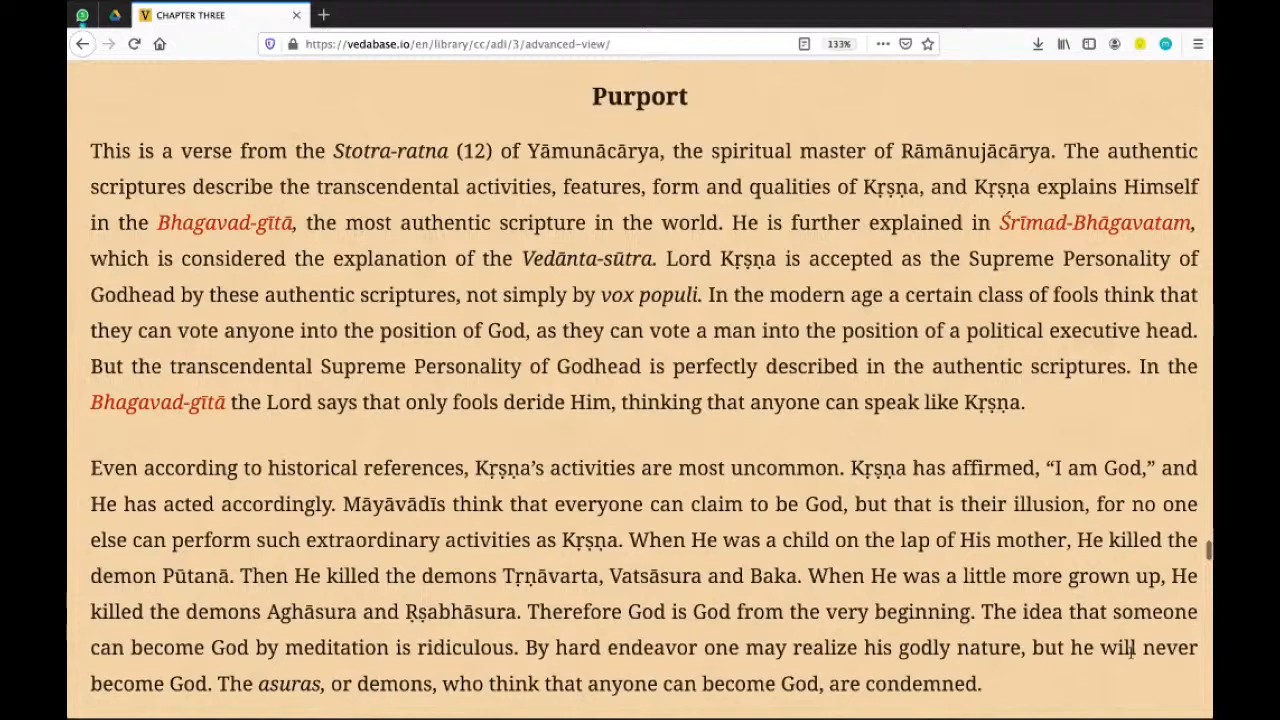 CHAPTER THREE
https://vedabase.io/en/library/cc/adi/3/advanced-view/
133%
Purport
This is a verse from the Stotra-ratna (12) of Yāmunācārya, the spiritual master of Rāmānujācārya. The authentic
scriptures describe the transcendental activities, features, form and qualities of Kṛṣṇa, and Kṛṣṇa explains Himself
in the Bhagavad-gītā, the most authentic scripture in the world. He is further explained in Śrīmad-Bhāgavatam,
which is considered the explanation of the Vedānta-sūtra. Lord Kṛṣṇa is accepted as the Supreme Personality of
Godhead by these authentic scriptures, not simply by vox populi. In the modern age a certain class of fools think that
they can vote anyone into the position of God, as they can vote a man into the position of a political executive head.
But the transcendental Supreme Personality of Godhead is perfectly described in the authentic scriptures. In the
Bhagavad-gītā the Lord says that only fools deride Him, thinking that anyone can speak like Kṛṣṇa.
Even according to historical references, Kṛṣṇa’s activities are most uncommon. Kṛṣṇa has affirmed, “I am God,” and
He has acted accordingly. Māyāvādīs think that everyone can claim to be God, but that is their illusion, for no one
else can perform such extraordinary activities as Kṛṣṇa. When He was a child on the lap of His mother, He killed the
demon Pūtanā. Then He killed the demons Tṛṇāvarta, Vatsāsura and Baka. When He was a little more grown up, He
killed the demons Aghāsura and Ṛṣabhāsura. Therefore God is God from the very beginning. The idea that someone
can become God by meditation is ridiculous. By hard endeavor one may realize his godly nature, but he will never
become God. The asuras, or demons, who think that anyone can become God, are condemned.